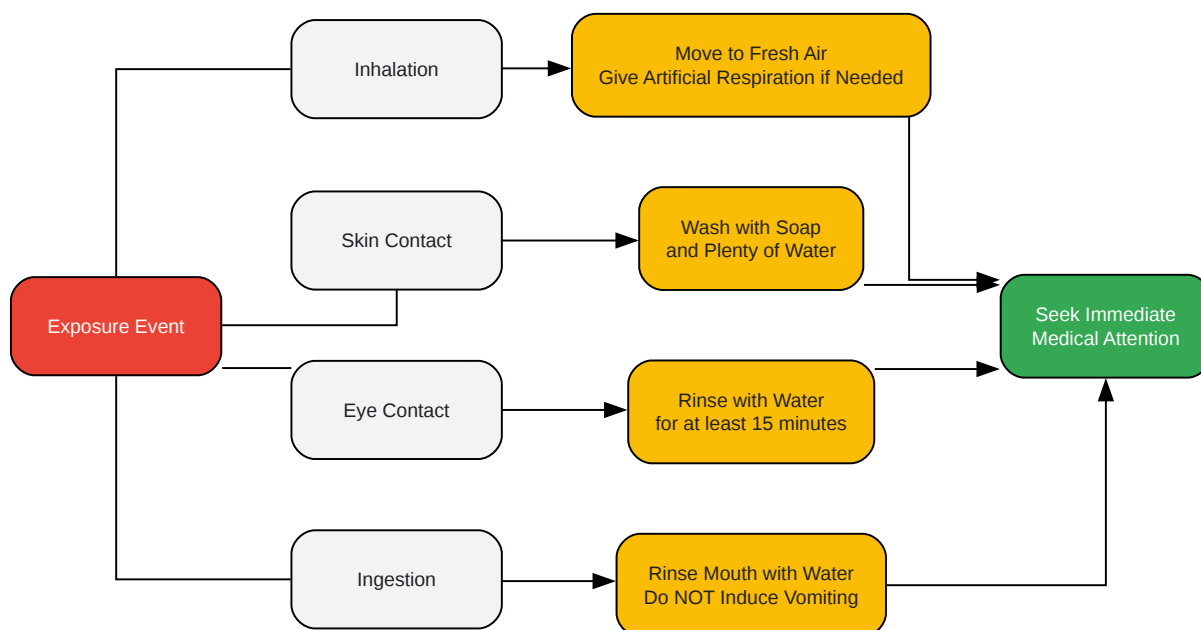 Inhalation
Move to Fresh Air
Give Artificial Respiration if Needed
Skin Contact
Wash with Soap
and Plenty of Water
Exposure Event
Seek Immediate
Medical Attention
Eye Contact
Rinse with Water
for at least 15 minutes
Ingestion
Rinse Mouth with Water
Do NOT Induce Vomiting